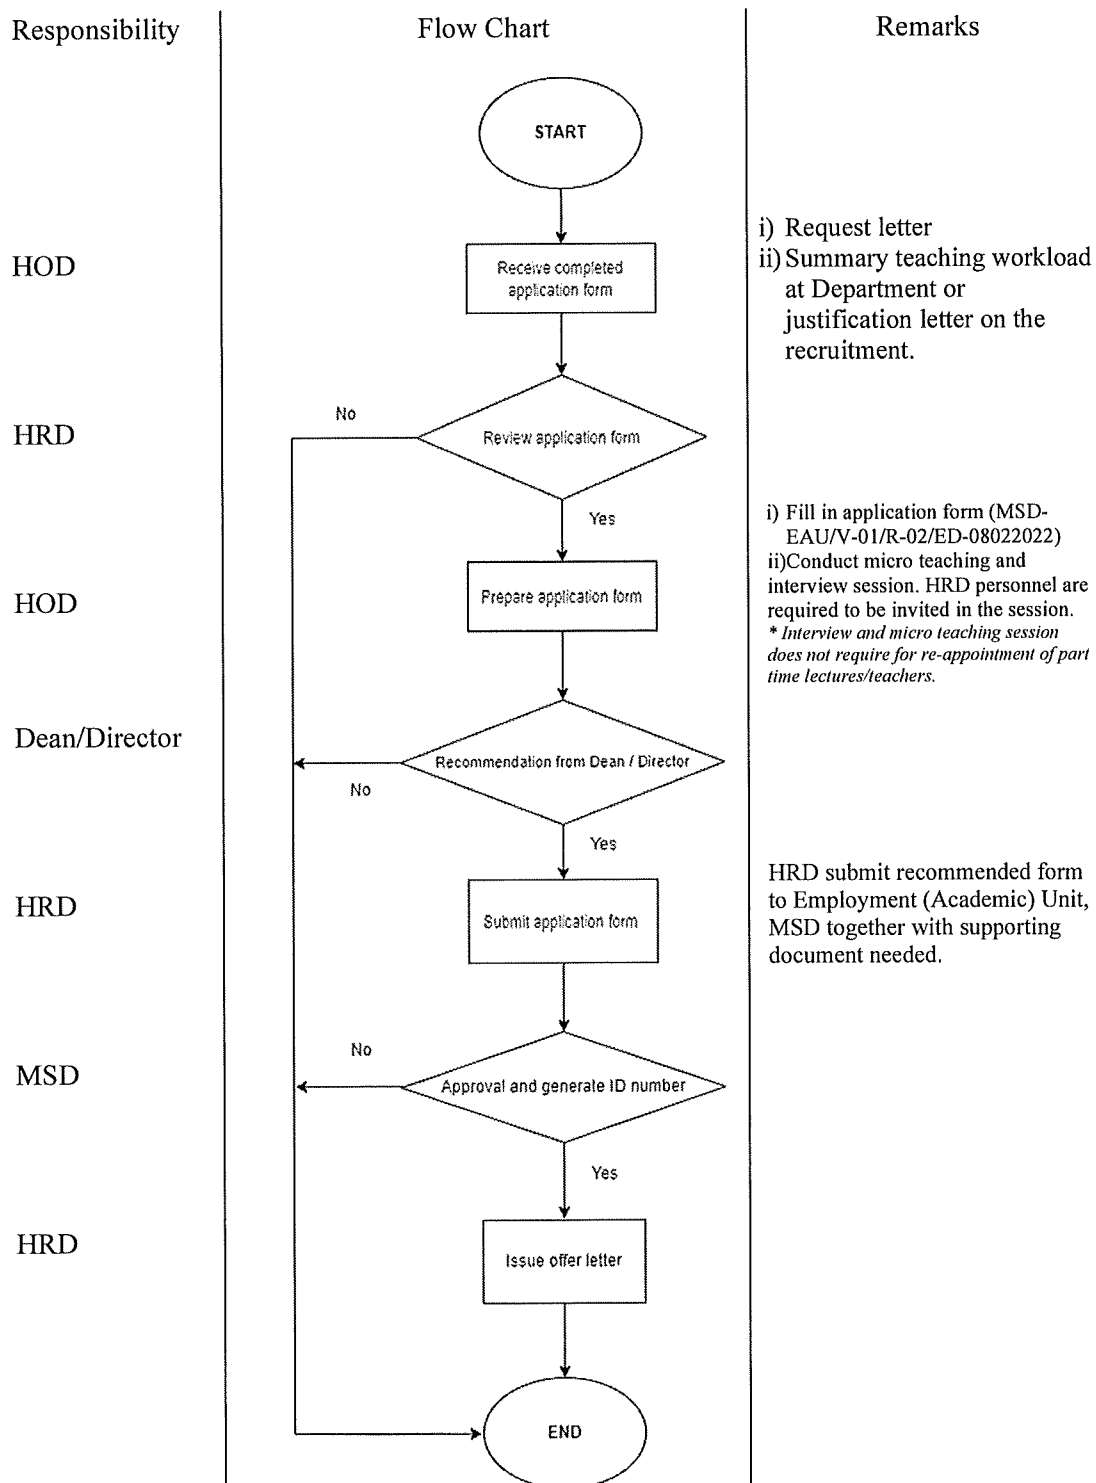 Responsibility
Flow Chart
Remarks
START
HOD
Receive completed
application form
i) Request letter
ii) Summary teaching workload
at Department or
justification letter on the
recruitment.
HRD
No
Review application form
Yes
HOD
Prepare application form
i) Fill in application form (MSD-
EAU/V-01/R-02/ED-08022022)
ii)Conduct micro teaching and
interview session. HRD personnel are
required to be invited in the session.
* Interview and micro teaching session
does not require for re-appointment of part
time lectures/teachers.
Dean/Director
Recommendation from Dean / Director
No
Yes
HRD
Submit application form
HRD submit recommended form
to Employment (Academic) Unit,
MSD together with supporting
document needed.
MSD
No
Approval and generate ID number
Yes
HRD
Issue offer letter
END